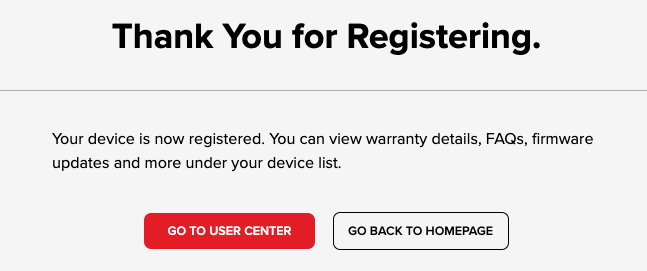 Thank You for Registering.
Your device is now registered. You can view warranty details, FAQs, firmware
updates and more under your device list.
GO TO USER CENTER
GO BACK TO HOMEPAGE